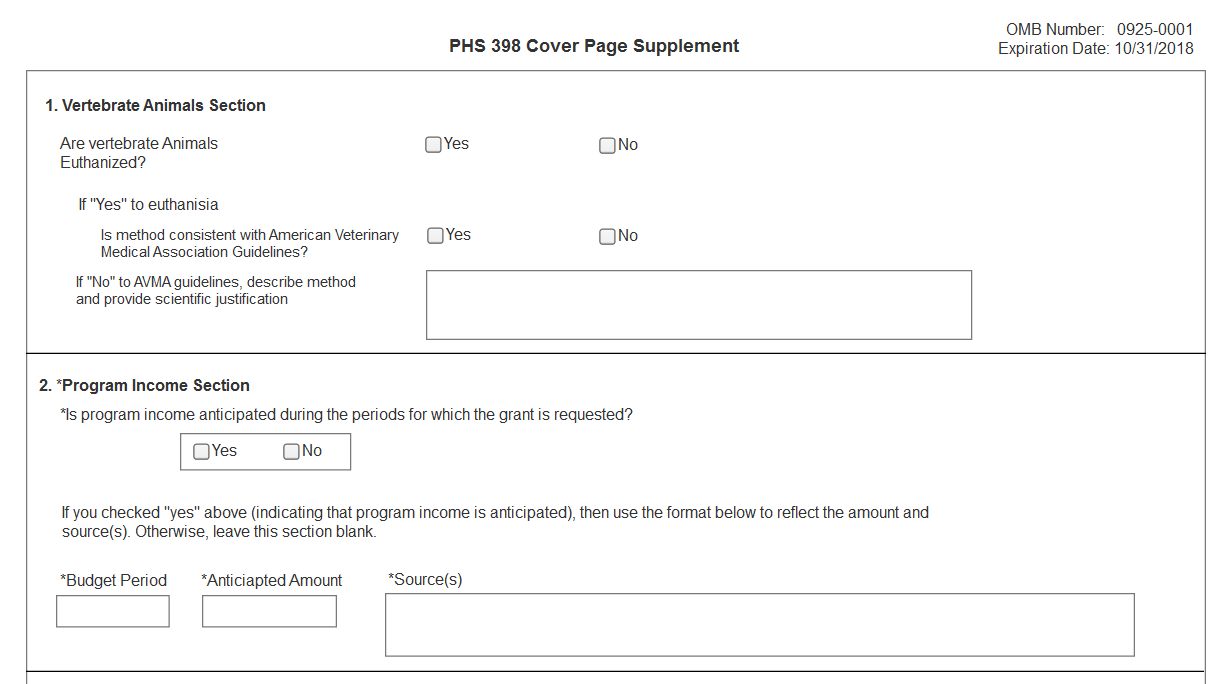 OMB Number: 0925-0001
PHS 398 Cover Page Supplement
Expiration Date: 10/31/2018
1. Vertebrate Animals Section
Are vertebrate Animals
Euthanized?
Yes No
If "Yes" to euthanisia
Is method consistent with American Veterinary
Medical Association Guidelines?
Yes No
If "No" to AVMA guidelines, describe method
and provide scientific justification
2. *Program Income Section
*Is program income anticipated during the periods for which the grant is requested?
Yes No
If you checked "yes" above (indicating that program income is anticipated), then use the format below to reflect the amount and
source(s). Otherwise, leave this section blank.
*Budget Period *Anticiapted Amount *Source(s)